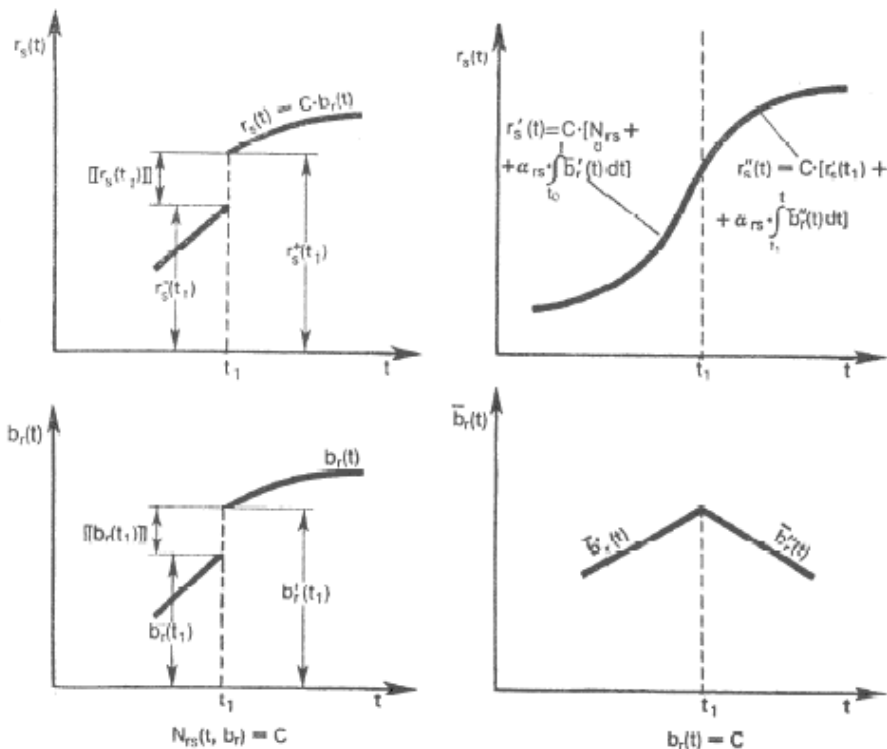 r_s(t)
r_s(t) = C·b_r(t)
[[r_s(t_1)]]
r_s^-(t_1)
r_s^+(t_1)
t_1
t
r_s(t)
r_s'(t)=C·[N_rs +
+ α_rs·∫ b̄_r'(t) dt]
t_0
r_s''(t) = C·[r_s'(t_1) +
t
+ α_rs·∫ b̄_r''(t) dt]
t_1
t_1
t
b_r(t)
b_r(t)
[[b_r(t_1)]]
b_r^-(t_1)
b_r^+(t_1)
t_1
t
N_rs(t, b_r) = C
b̄_r(t)
b̄_r'(t)
b̄_r''(t)
t_1
t
b_r(t) = C